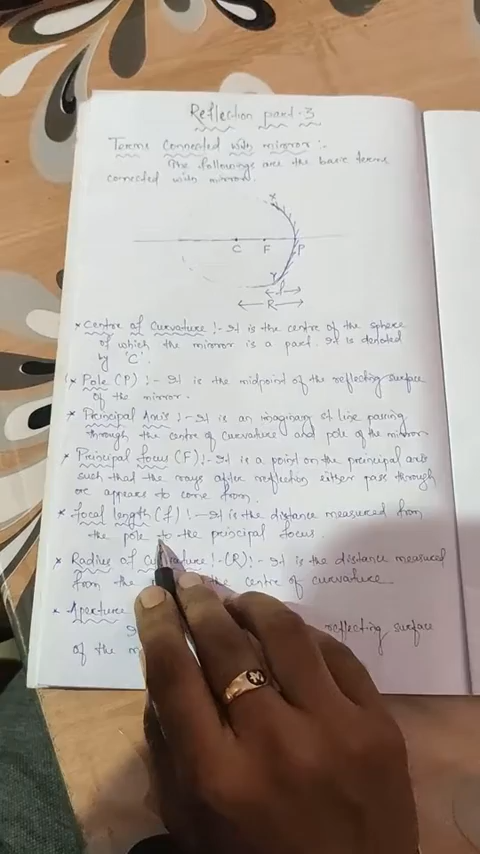 Reflection part-3
Terms connected with mirror :-
The followings are the basic terms
connected with mirror.
X
C F P
Y
f
R
* Centre of Curvature :- It is the centre of the sphere
of which the mirror is a part. It is denoted
by 'C'.
* Pole (P) :- It is the midpoint of the reflecting surface
of the mirror.
* Principal Axis :- It is an imaginary st line passing
through the centre of curvature and pole of the mirror
* Principal focus (F) :- It is a point on the principal axis
such that the rays after reflection either pass through
or appears to come from.
* Focal length (f) :- It is the distance measured from
the pole to the principal focus.
* Radius of Curvature :- (R) :- It is the distance measured
from the the centre of curvature
* Aperture
reflecting surface
of the